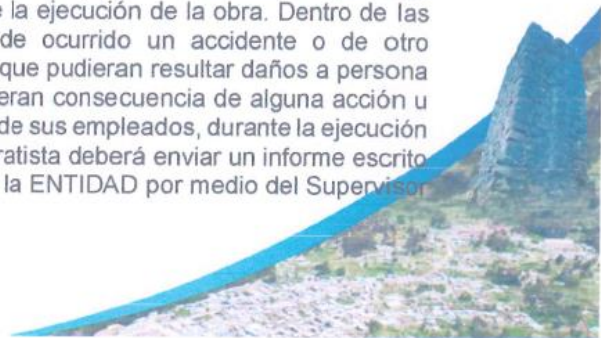 e la ejecución de la obra. Dentro de las
de ocurrido un accidente o de otro
que pudieran resultar daños a persona
eran consecuencia de alguna acción u
de sus empleados, durante la ejecución
ratista deberá enviar un informe escrito
la ENTIDAD por medio del Supervisor